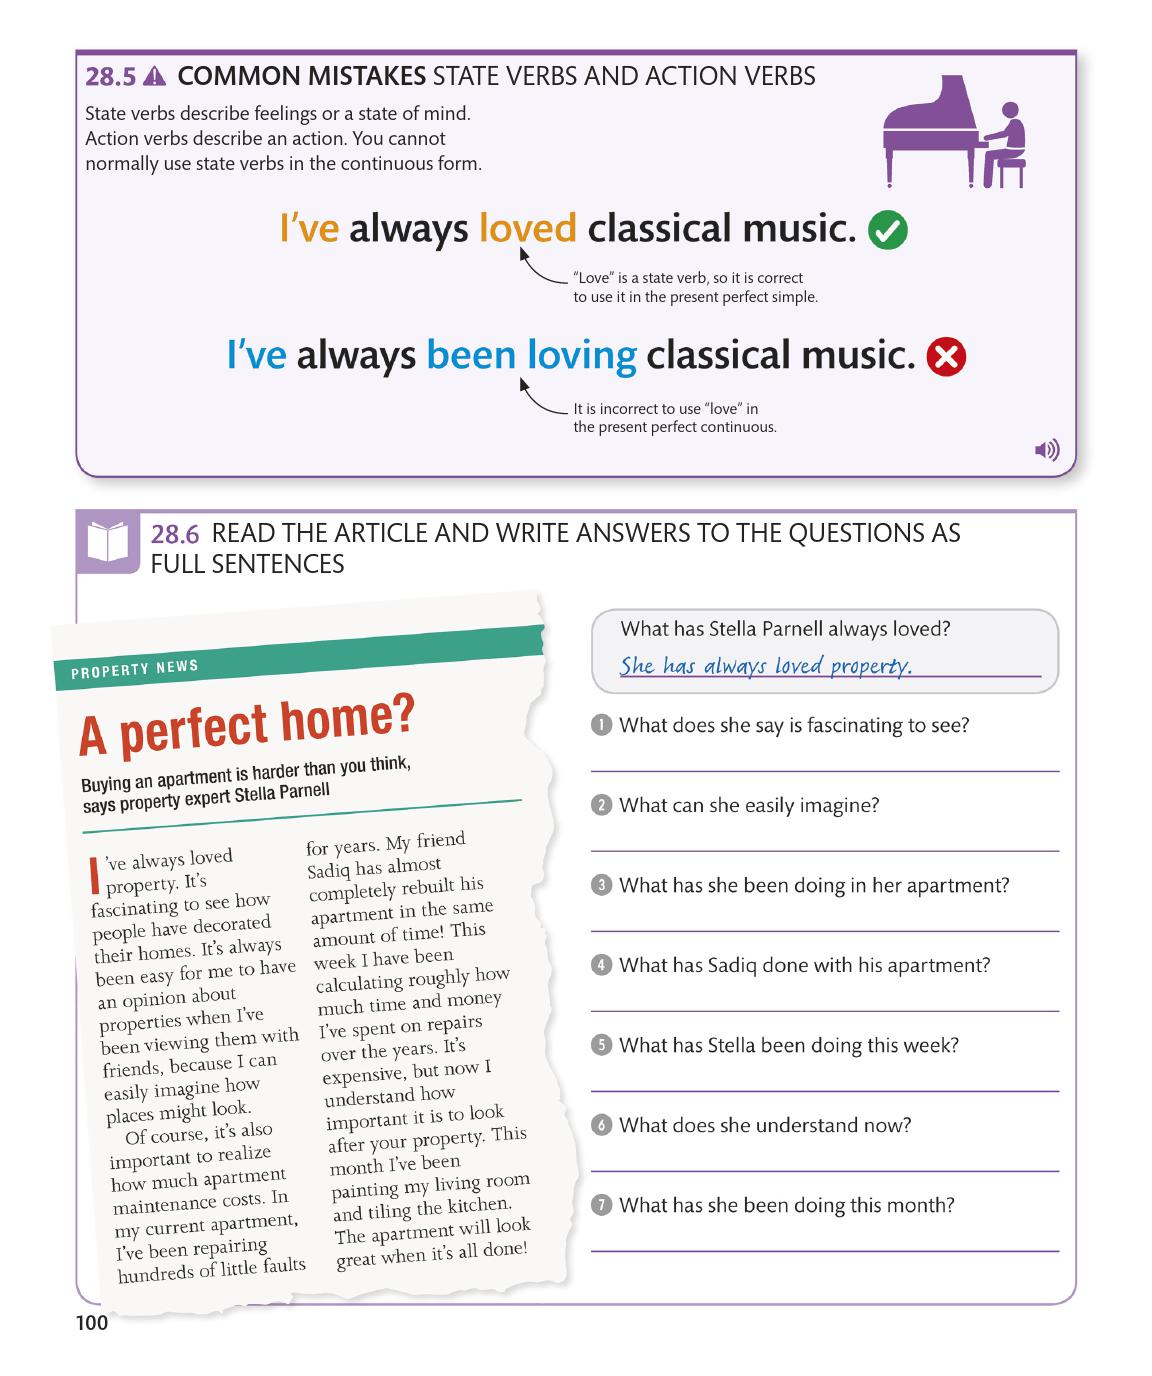 28.5 COMMON MISTAKES STATE VERBS AND ACTION VERBS
State verbs describe feelings or a state of mind.
Action verbs describe an action. You cannot
normally use state verbs in the continuous form.
I've always loved classical music.
"Love" is a state verb, so it is correct
to use it in the present perfect simple.
I've always been loving classical music.
It is incorrect to use "love" in
the present perfect continuous.
28.6 READ THE ARTICLE AND WRITE ANSWERS TO THE QUESTIONS AS
FULL SENTENCES
PROPERTY NEWS
A perfect home?
Buying an apartment is harder than you think,
says property expert Stella Parnell
I've always loved
property. It's
fascinating to see how
people have decorated
their homes. It's always
been easy for me to have
an opinion about
properties when I've
been viewing them with
friends, because I can
easily imagine how
places might look.
Of course, it's also
important to realize
how much apartment
maintenance costs. In
my current apartment,
I've been repairing
hundreds of little faults
for years. My friend
Sadiq has almost
completely rebuilt his
apartment in the same
amount of time! This
week I have been
calculating roughly how
much time and money
I've spent on repairs
over the years. It's
expensive, but now I
understand how
important it is to look
after your property. This
month I've been
painting my living room
and tiling the kitchen.
The apartment will look
great when it's all done!
What has Stella Parnell always loved?
She has always loved property.
1 What does she say is fascinating to see?
2 What can she easily imagine?
3 What has she been doing in her apartment?
4 What has Sadiq done with his apartment?
5 What has Stella been doing this week?
6 What does she understand now?
7 What has she been doing this month?
100